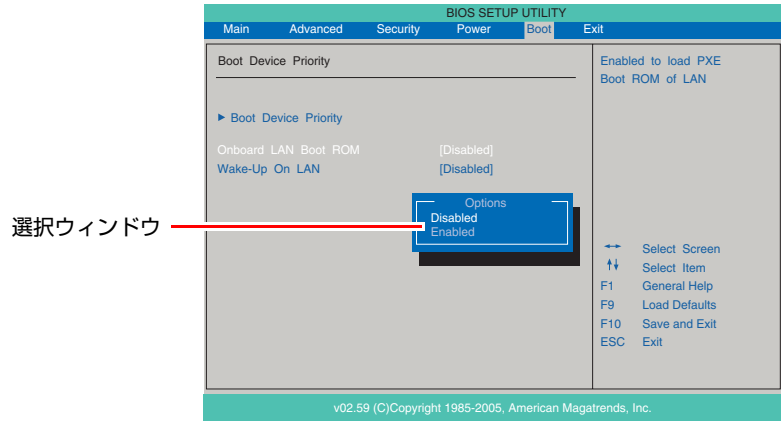 BIOS SETUP UTILITY
Main Advanced Security Power Boot Exit
Boot Device Priority
Boot Device Priority
Onboard LAN Boot ROM [Disabled]
Wake-Up On LAN [Disabled]
Options
Disabled
Enabled
選択ウィンドウ
Enabled to load PXE
Boot ROM of LAN
Select Screen
Select Item
F1 General Help
F9 Load Defaults
F10 Save and Exit
ESC Exit
v02.59 (C)Copyright 1985-2005, American Magatrends, Inc.